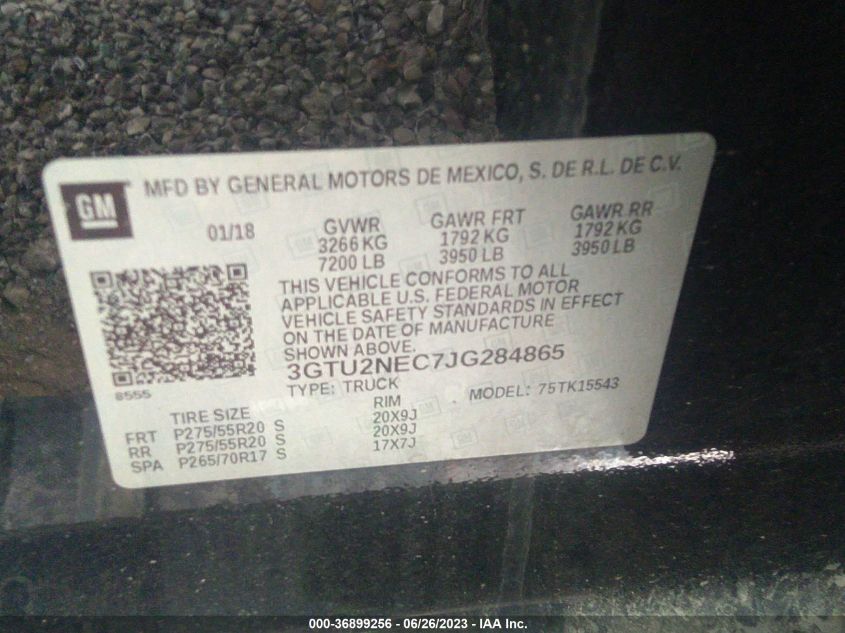 GM
MFD BY GENERAL MOTORS DE MEXICO, S. DE R.L. DE C.V.
01/18 GVWR GAWR FRT GAWR RR
3266 KG 1792 KG 1792 KG
7200 LB 3950 LB 3950 LB
THIS VEHICLE CONFORMS TO ALL
APPLICABLE U.S. FEDERAL MOTOR
VEHICLE SAFETY STANDARDS IN EFFECT
ON THE DATE OF MANUFACTURE
SHOWN ABOVE.
3GTU2NEC7JG284865
8555
TYPE: TRUCK MODEL: 75TK15543
TIRE SIZE RIM
FRT P275/55R20 S 20X9J
RR P275/55R20 S 20X9J
SPA P265/70R17 S 17X7J
000-36899256 - 06/26/2023 - IAA Inc.